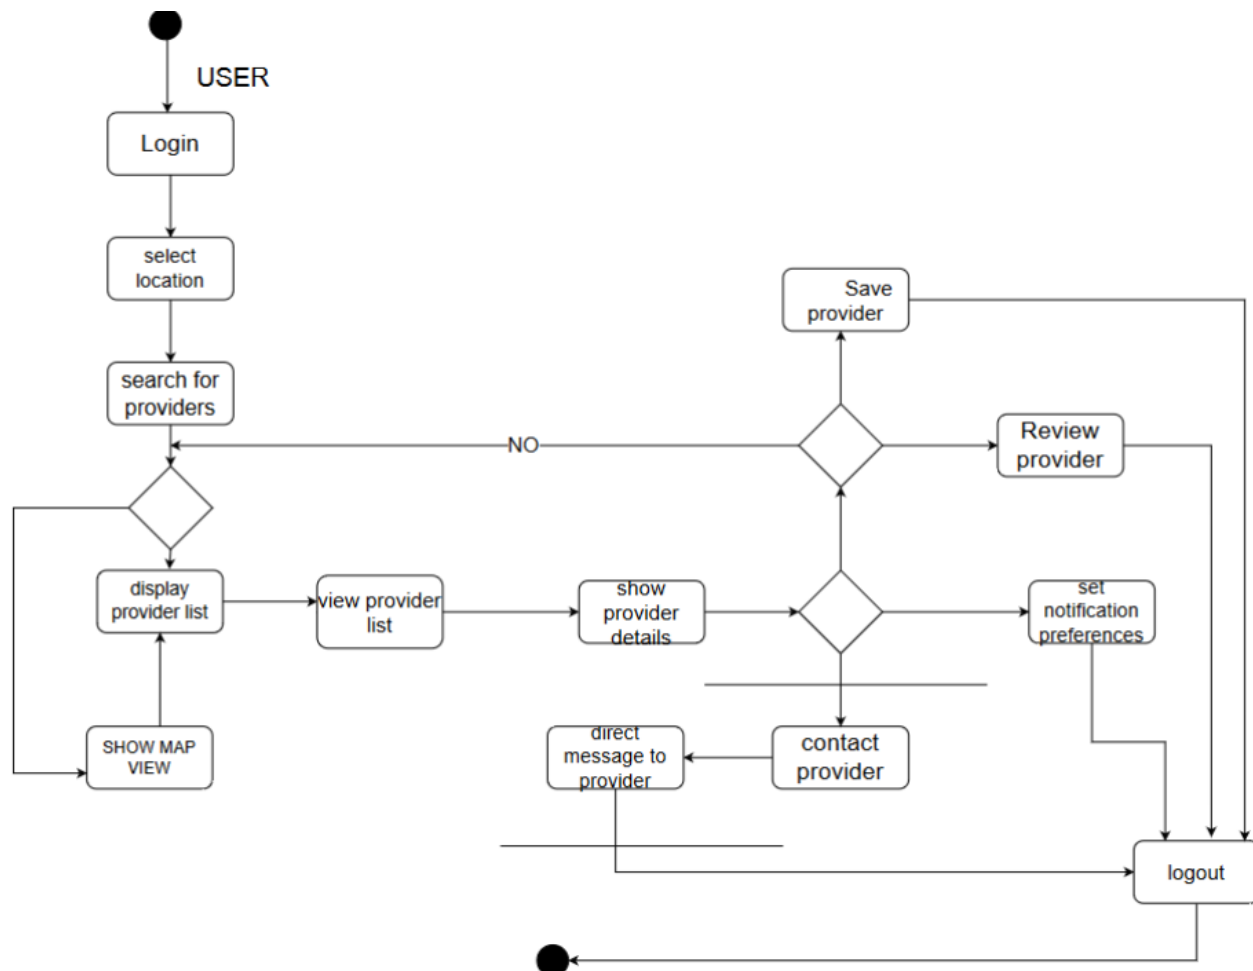 USER
Login
select
location
search for
providers
Save
provider
NO
Review
provider
display
provider list
view provider
list
show
provider
details
set
notification
preferences
SHOW MAP
VIEW
direct
message to
provider
contact
provider
logout